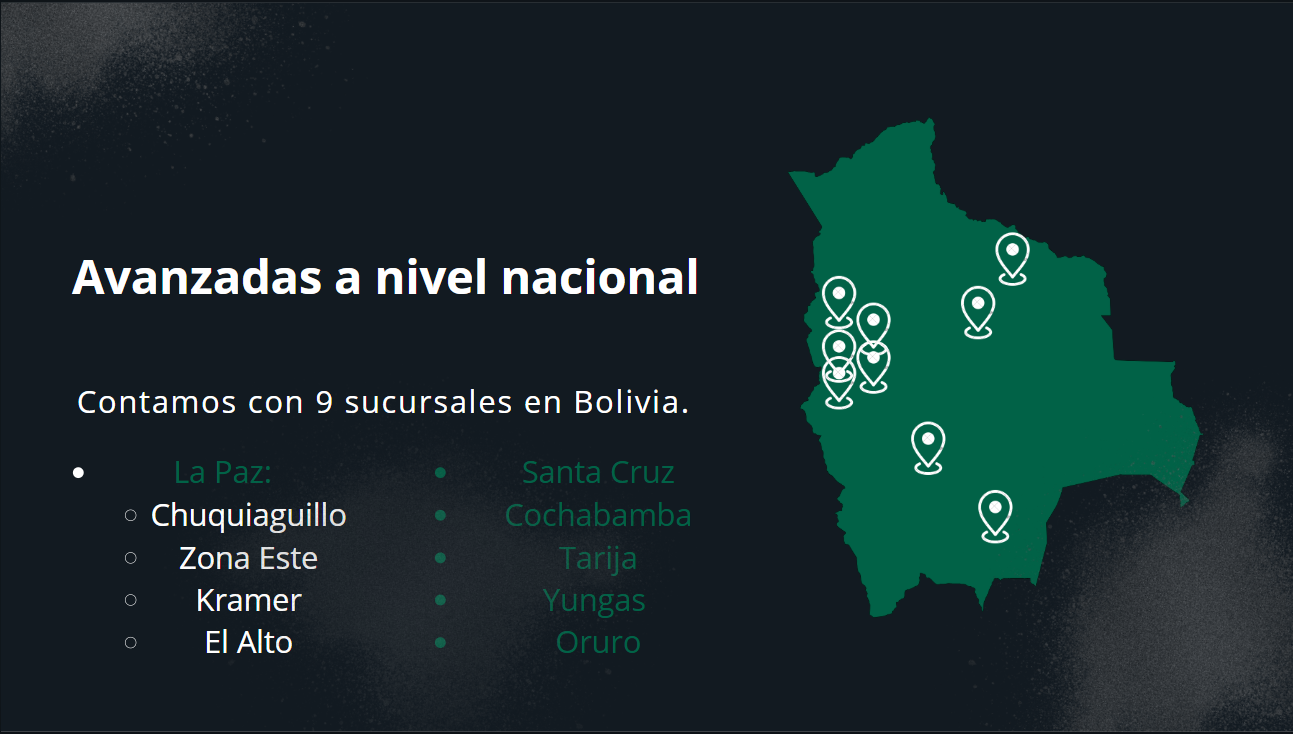 Avanzadas a nivel nacional
Contamos con 9 sucursales en Bolivia.
La Paz:
Chuquiaguillo
Zona Este
Kramer
El Alto
Santa Cruz
Cochabamba
Tarija
Yungas
Oruro